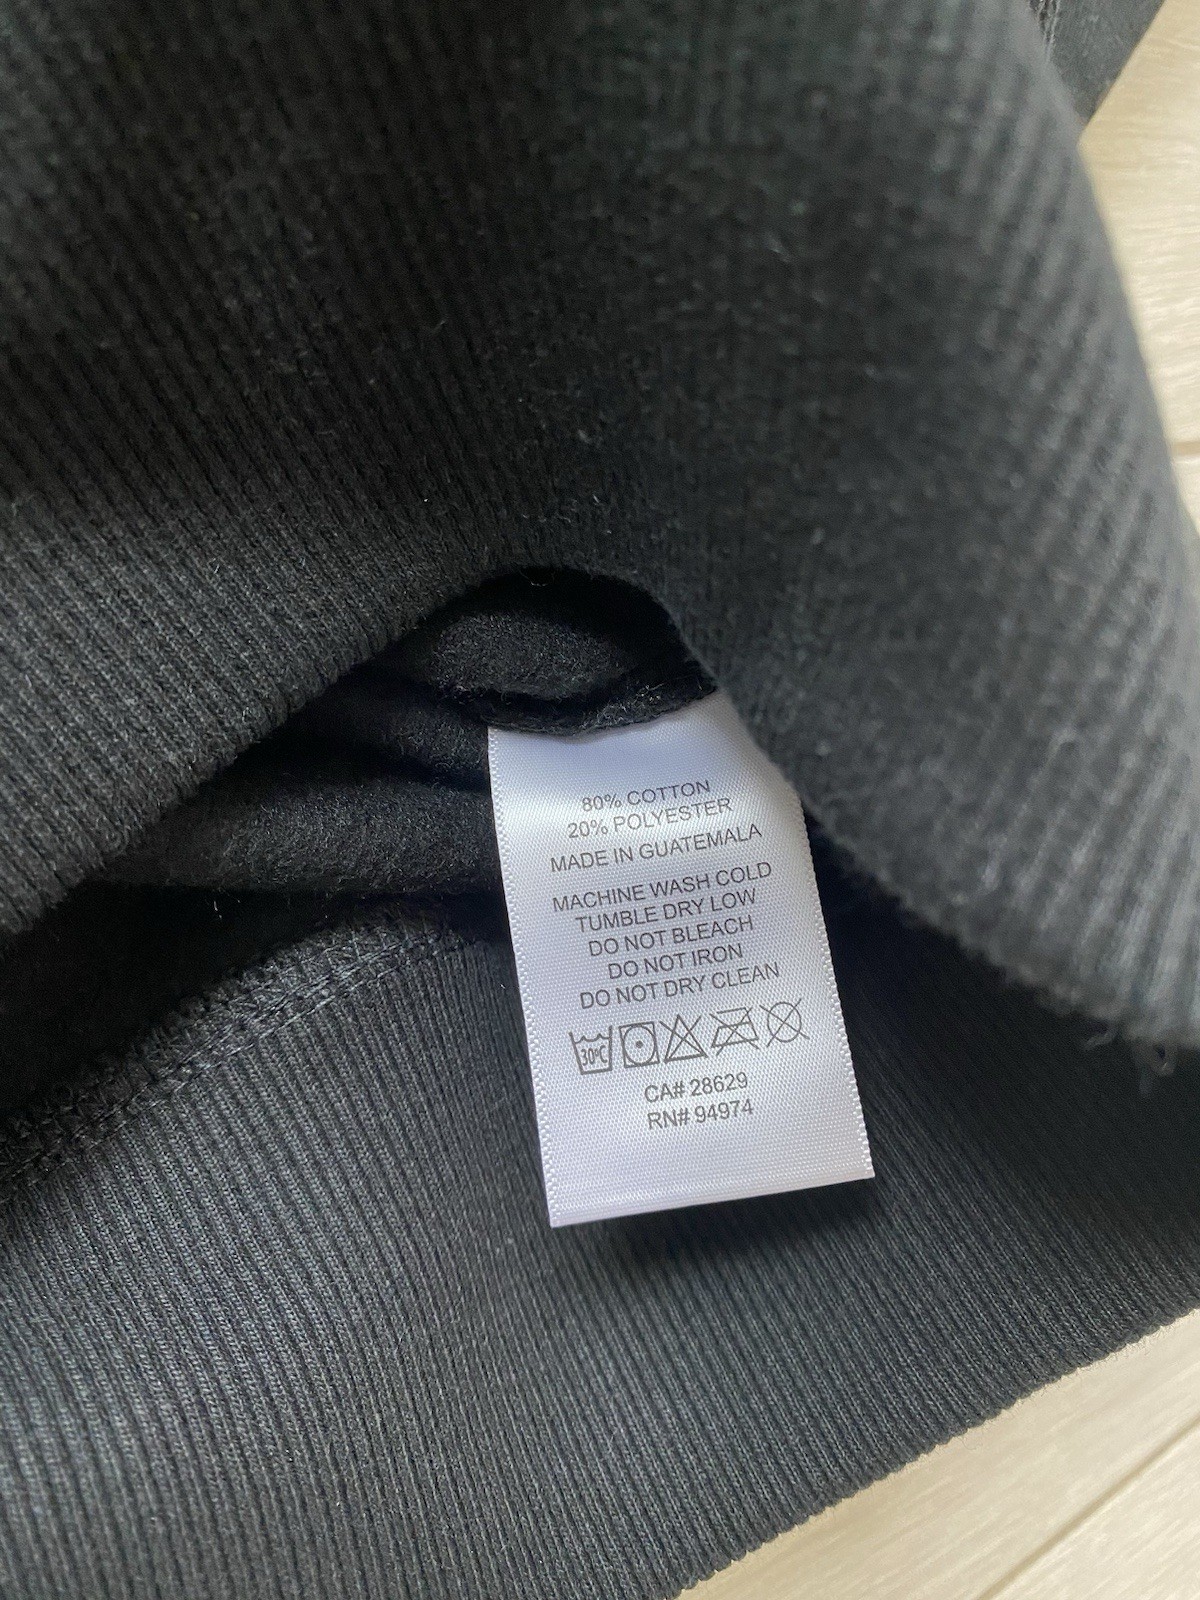 80% COTTON
20% POLYESTER
MADE IN GUATEMALA
MACHINE WASH COLD
TUMBLE DRY LOW
DO NOT BLEACH
DO NOT IRON
DO NOT DRY CLEAN
30°C
CA# 28629
RN# 94974